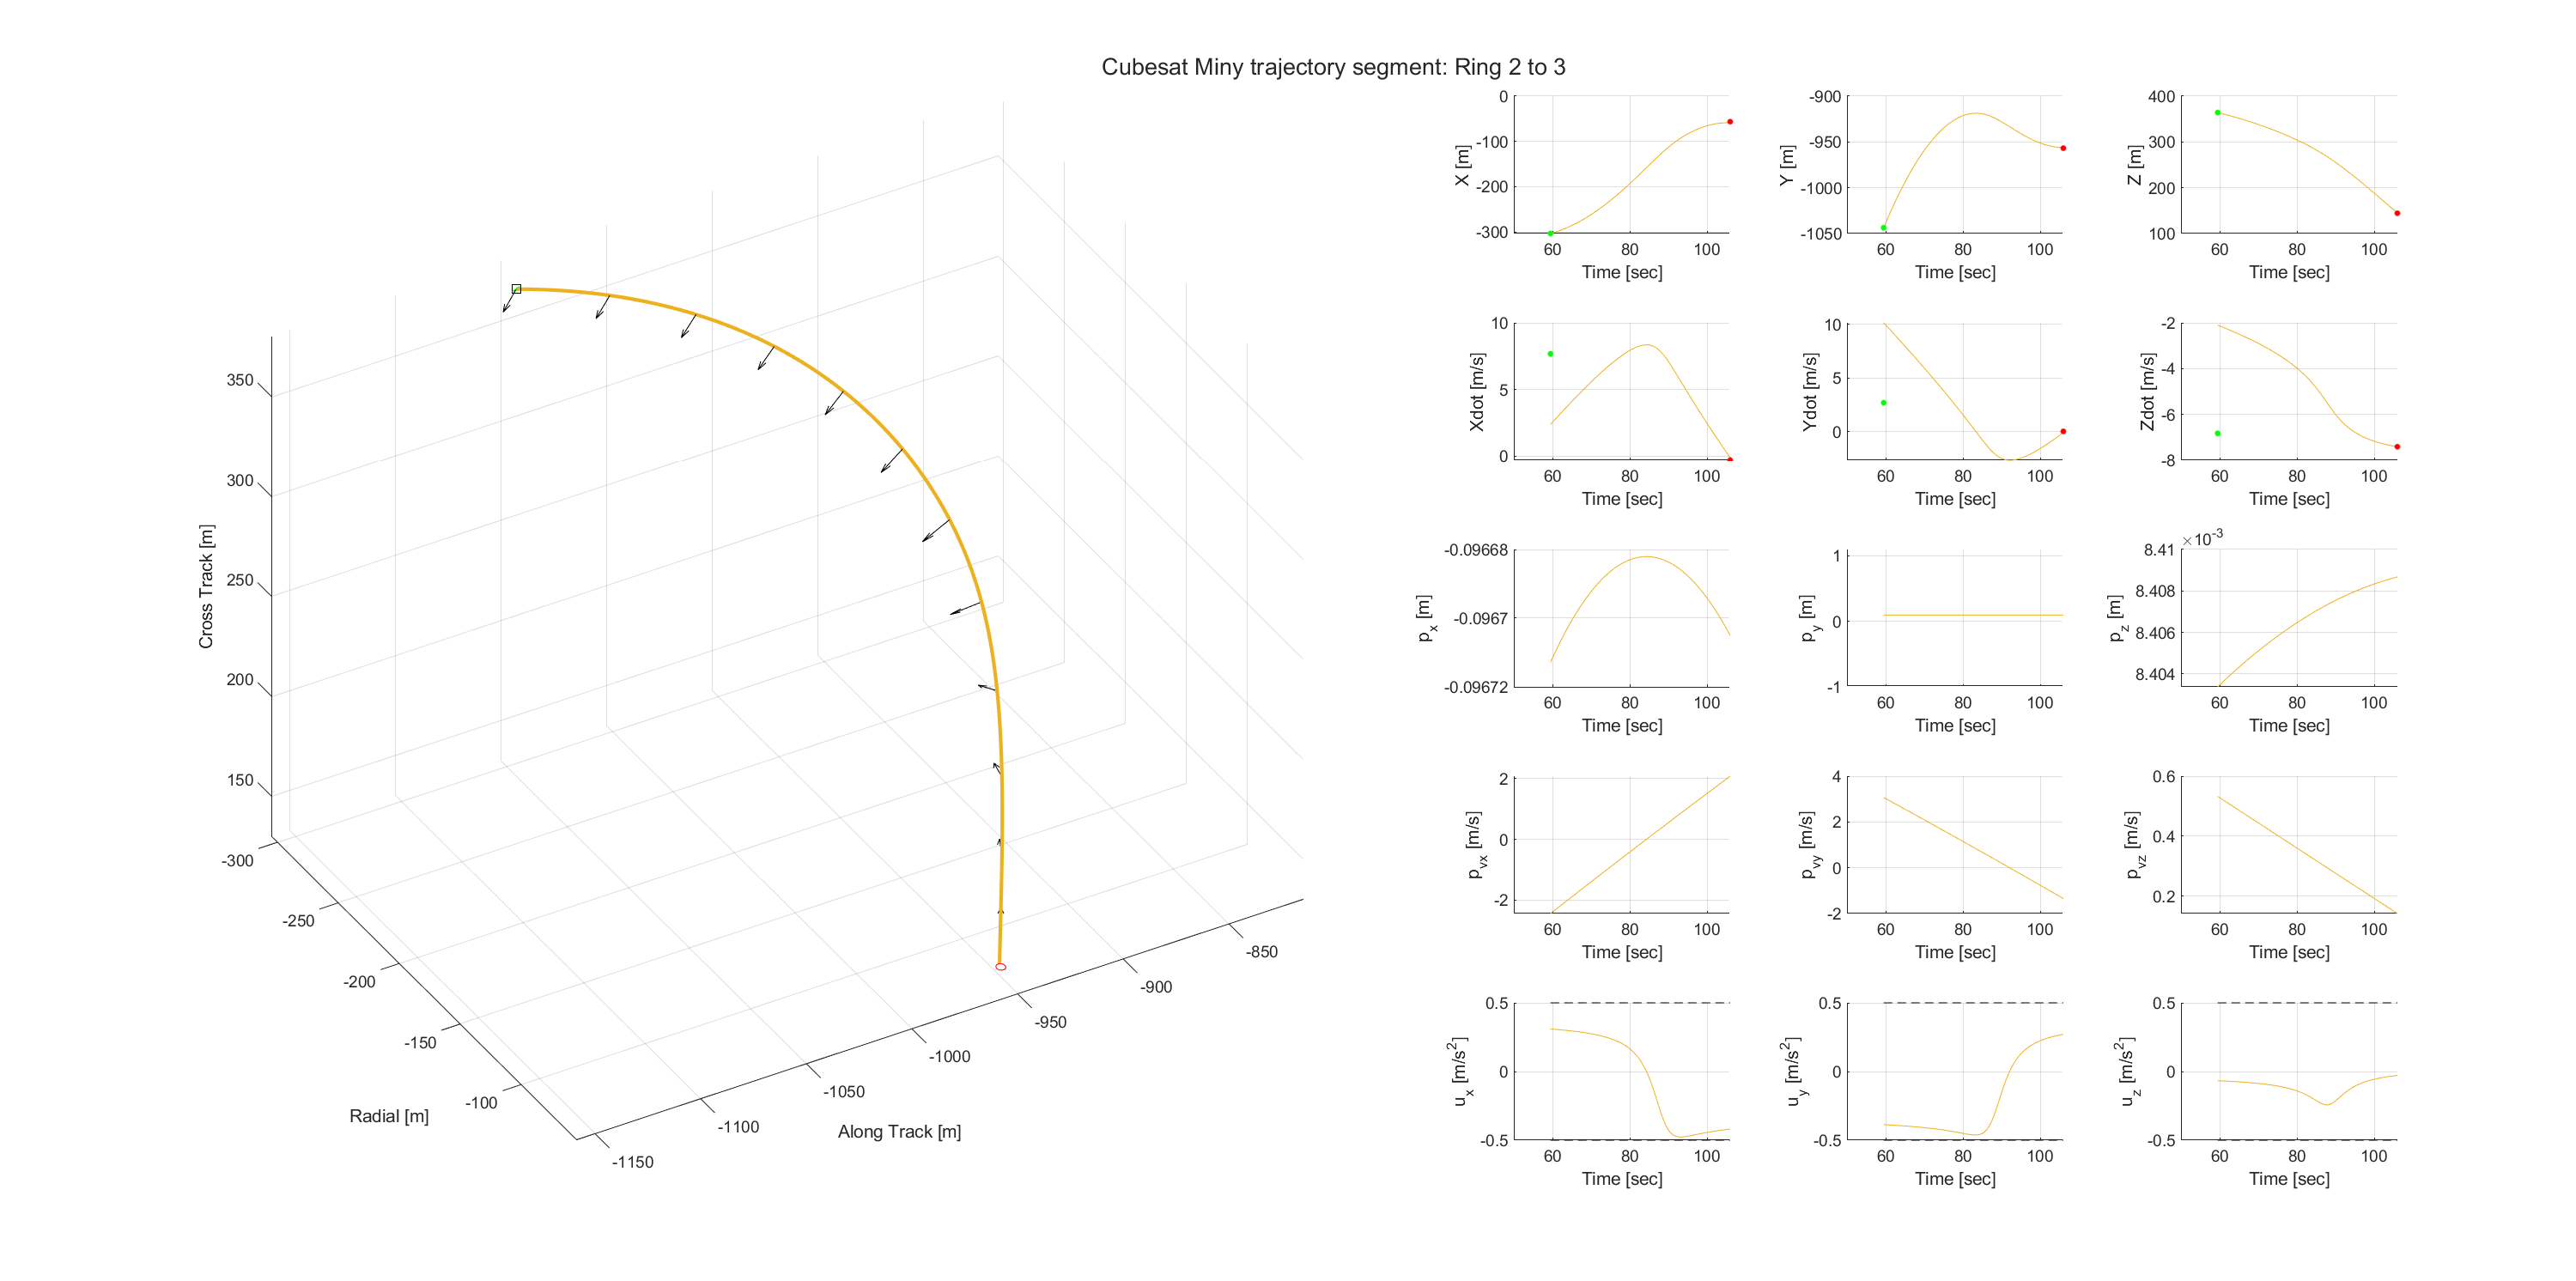 Cubesat Miny trajectory segment: Ring 2 to 3
350
300
250
200
150
Cross Track [m]
-300
-250
-200
-150
-100
Radial [m]
-1150
-1100
-1050
-1000
-950
-900
-850
Along Track [m]
0
-100
-200
-300
X [m]
60 80 100
Time [sec]
-900
-950
-1000
-1050
Y [m]
60 80 100
Time [sec]
400
300
200
100
Z [m]
60 80 100
Time [sec]
10
5
0
Xdot [m/s]
60 80 100
Time [sec]
10
5
0
Ydot [m/s]
60 80 100
Time [sec]
-2
-4
-6
-8
Zdot [m/s]
60 80 100
Time [sec]
-0.09668
-0.0967
-0.09672
p_x [m]
60 80 100
Time [sec]
1
0
-1
p_y [m]
60 80 100
Time [sec]
×10^-3
8.41
8.408
8.406
8.404
p_z [m]
60 80 100
Time [sec]
2
0
-2
p_vx [m/s]
60 80 100
Time [sec]
4
2
0
-2
p_vy [m/s]
60 80 100
Time [sec]
0.6
0.4
0.2
p_vz [m/s]
60 80 100
Time [sec]
0.5
0
-0.5
u_x [m/s^2]
60 80 100
Time [sec]
0.5
0
-0.5
u_y [m/s^2]
60 80 100
Time [sec]
0.5
0
-0.5
u_z [m/s^2]
60 80 100
Time [sec]